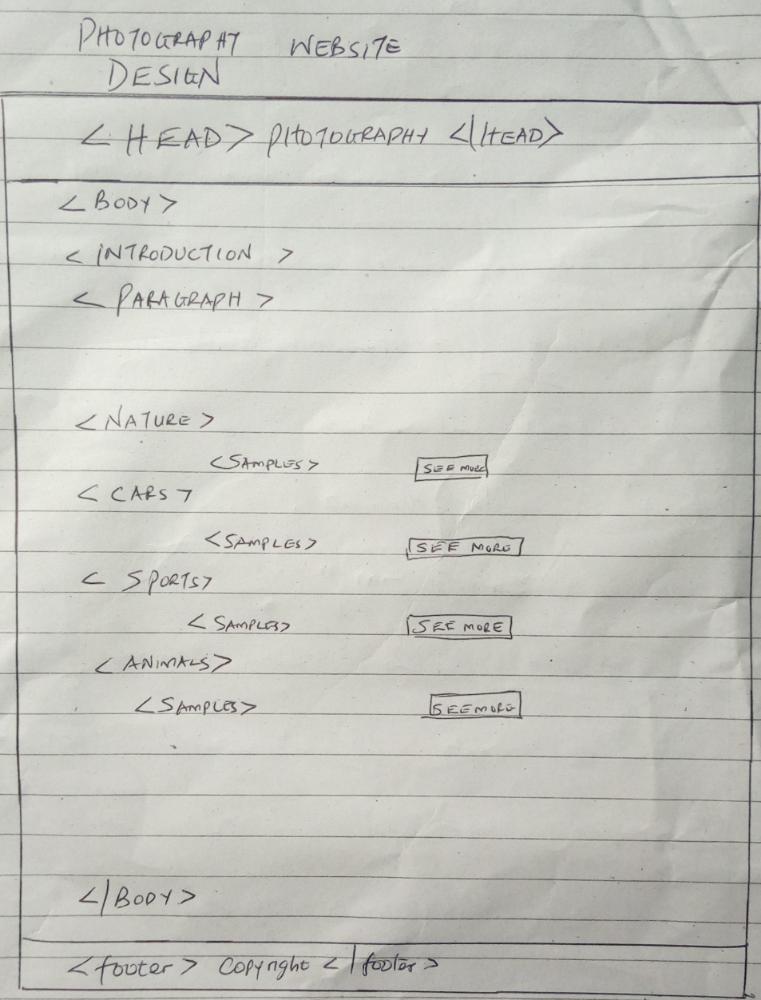 PHOTOGRAPHY WEBSITE
DESIGN
<HEAD> PHOTOGRAPHY </HEAD>
<BODY>
<INTRODUCTION>
<PARAGRAPH>
<NATURE>
<SAMPLES> SEE MORE
<CARS>
<SAMPLES> SEE MORE
<SPORTS>
<SAMPLES> SEE MORE
<ANIMALS>
<SAMPLES> SEE MORE
</BODY>
<footer> Copyright </footer>